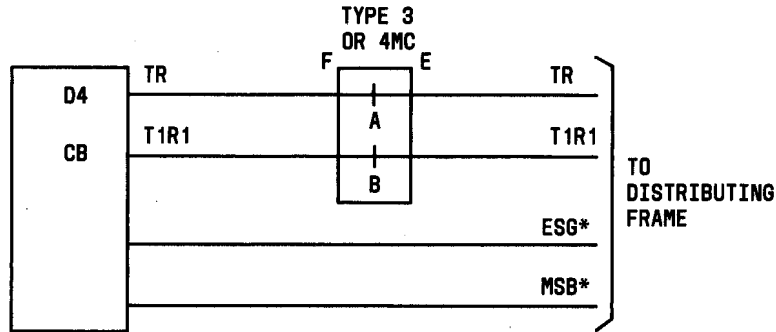 TYPE 3
OR 4MC
F E
TR TR
D4
A
T1R1 T1R1
CB
B
TO
DISTRIBUTING
FRAME
ESG*
MSB*